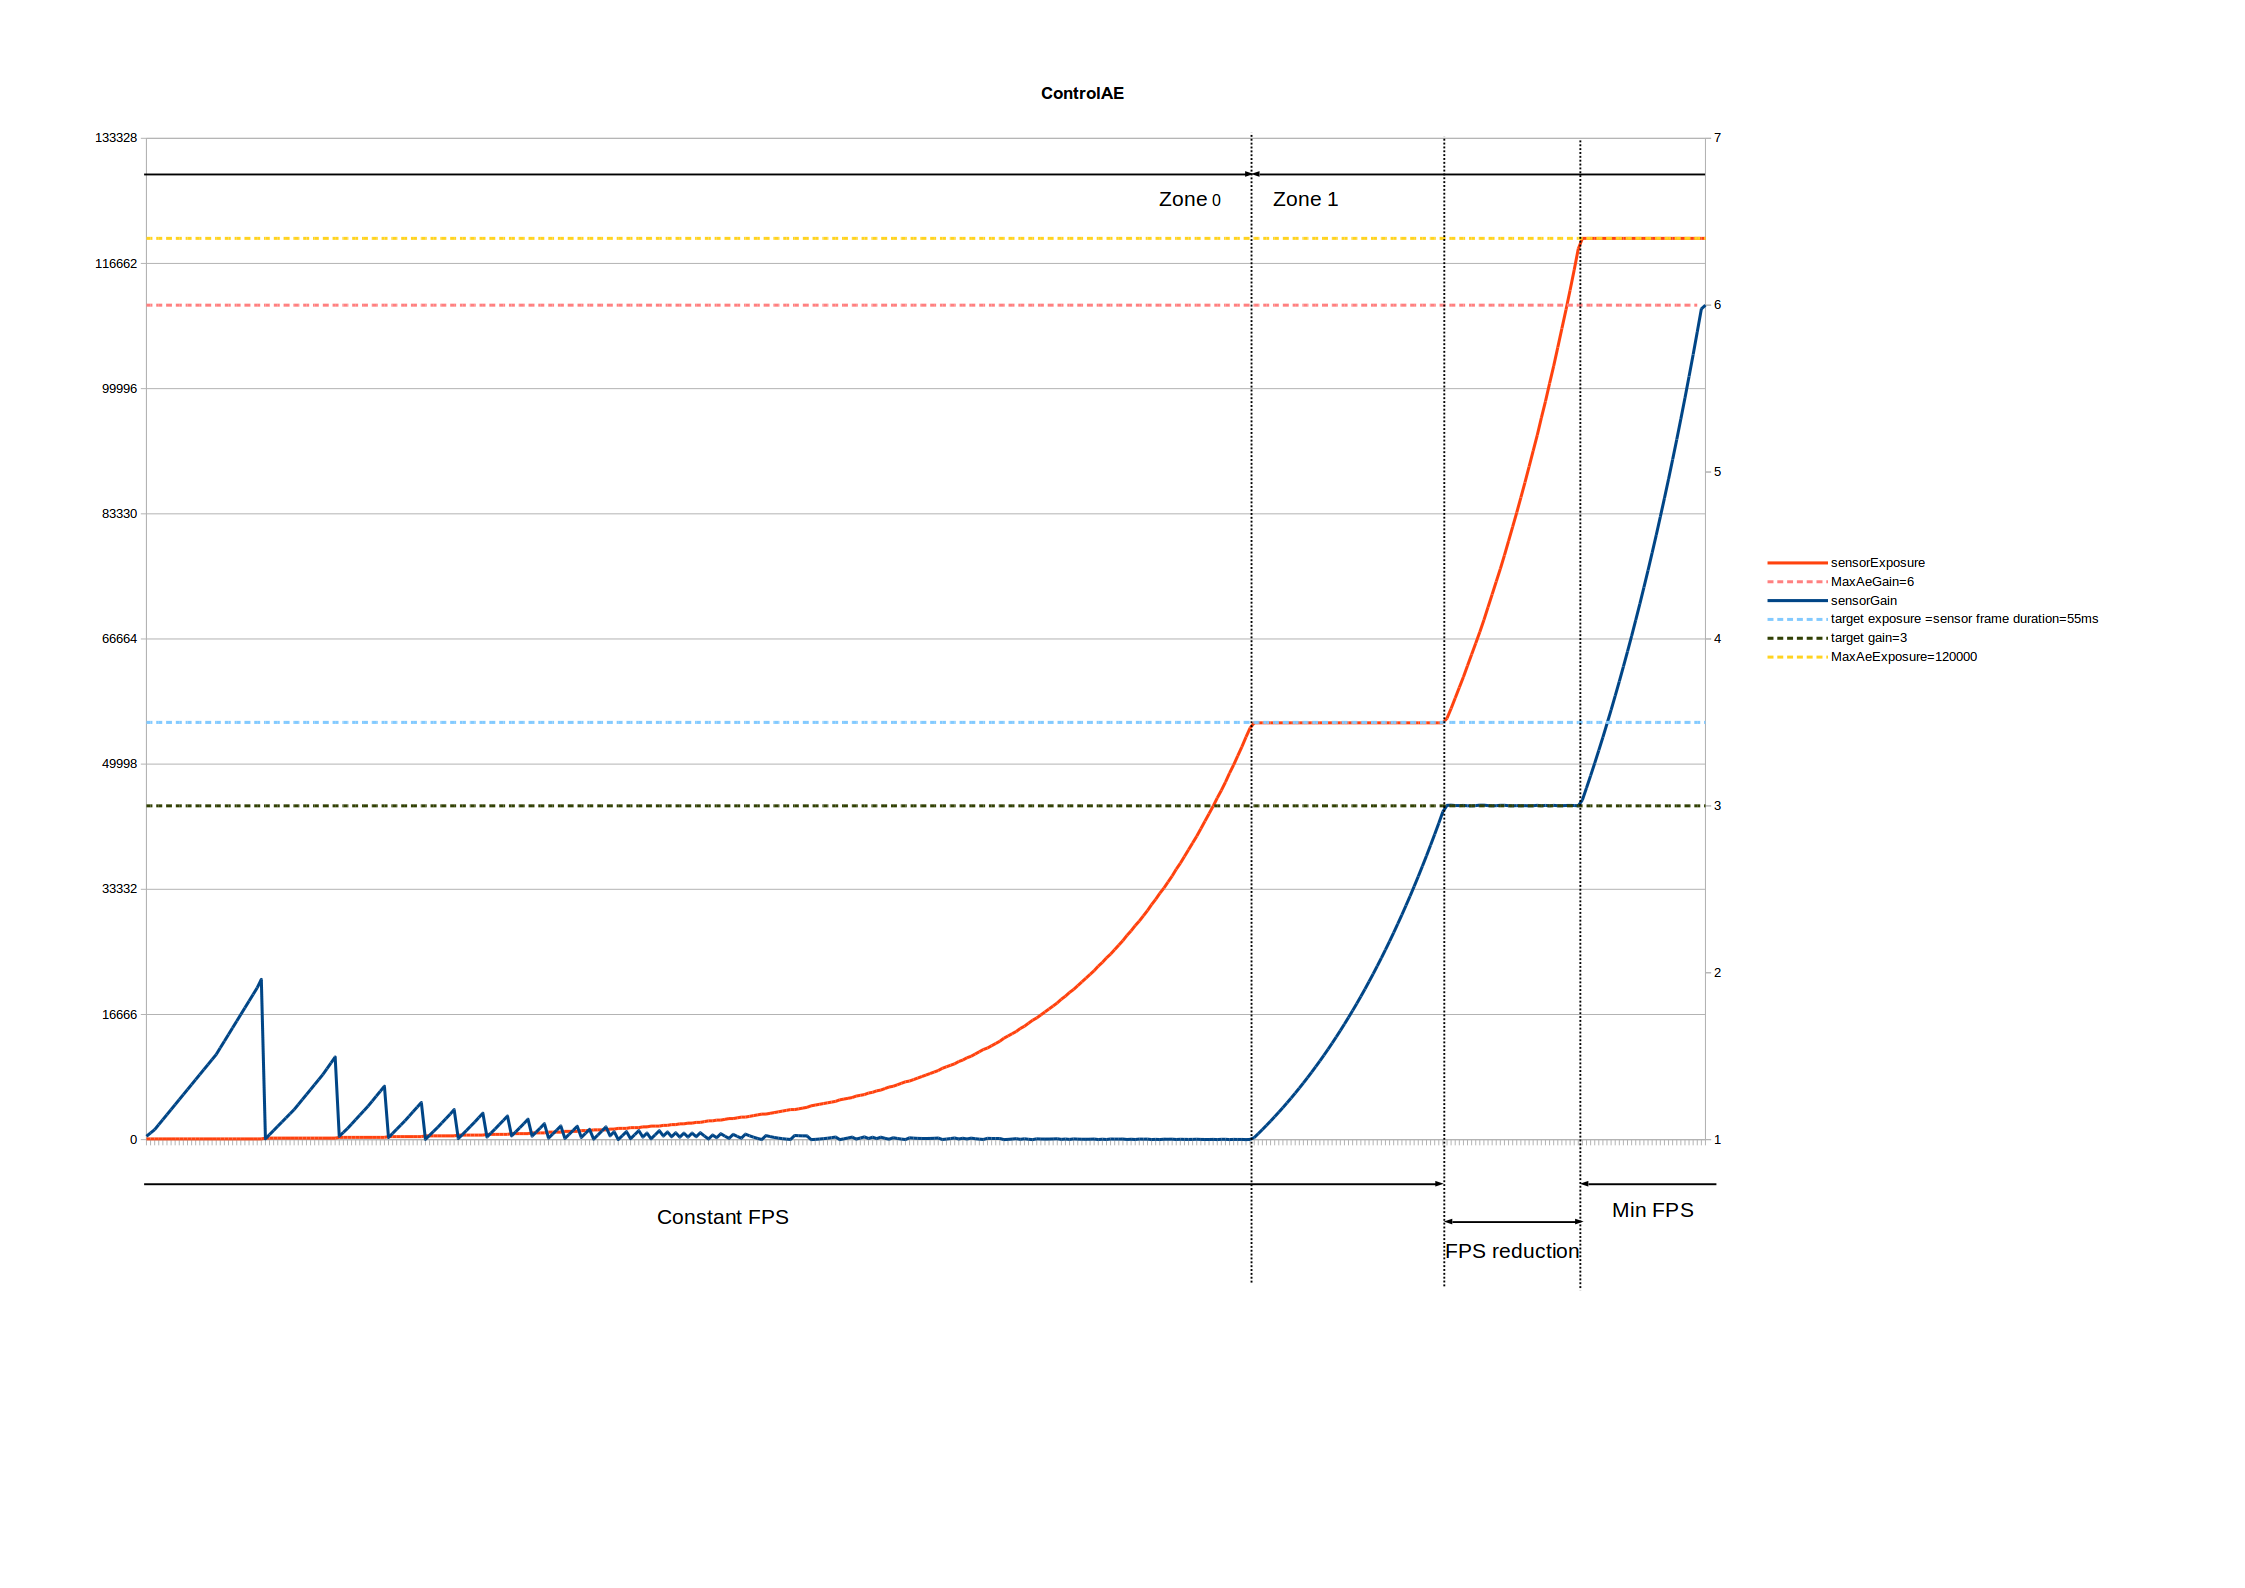 ControlAE
133328
116662
99996
83330
66664
49998
33332
16666
0
7
6
5
4
3
2
1
Zone 0
Zone 1
sensorExposure
MaxAeGain=6
sensorGain
target exposure =sensor frame duration=55ms
target gain=3
MaxAeExposure=120000
Constant FPS
FPS reduction
Min FPS